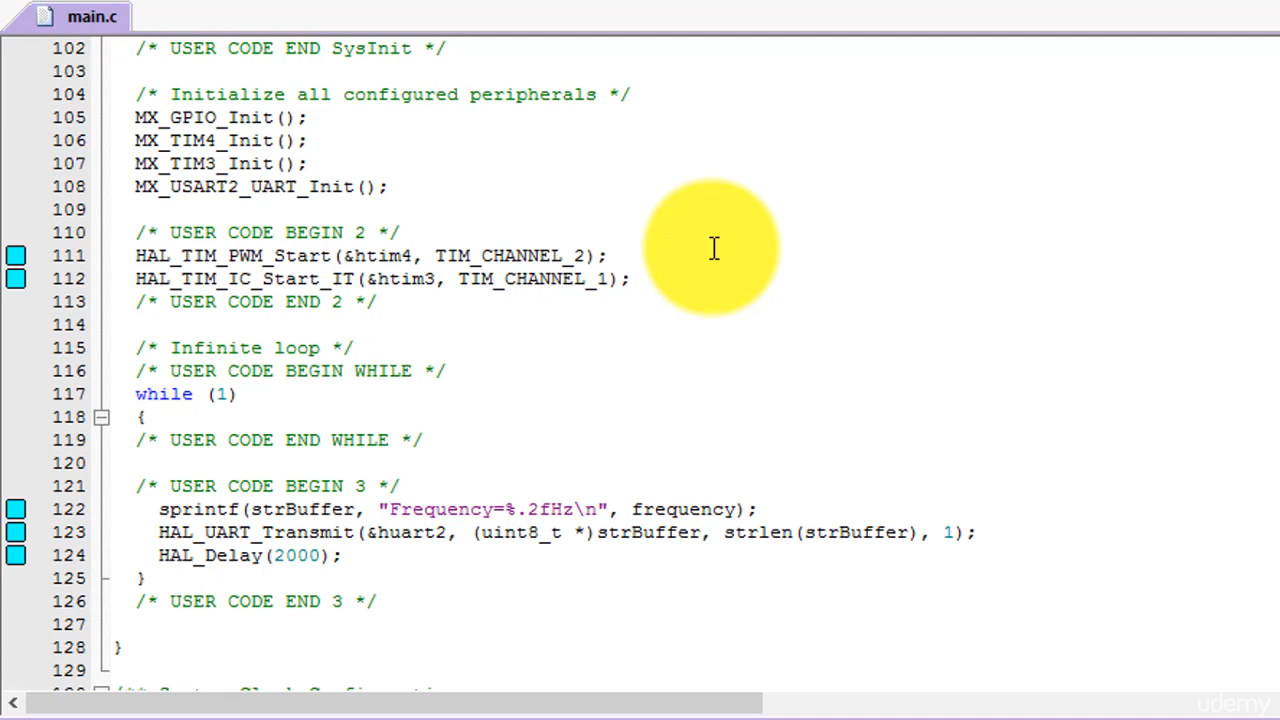 main.c
102 /* USER CODE END SysInit */
103
104 /* Initialize all configured peripherals */
105 MX_GPIO_Init();
106 MX_TIM4_Init();
107 MX_TIM3_Init();
108 MX_USART2_UART_Init();
109
110 /* USER CODE BEGIN 2 */
111 HAL_TIM_PWM_Start(&htim4, TIM_CHANNEL_2);
112 HAL_TIM_IC_Start_IT(&htim3, TIM_CHANNEL_1);
113 /* USER CODE END 2 */
114
115 /* Infinite loop */
116 /* USER CODE BEGIN WHILE */
117 while (1)
118 {
119 /* USER CODE END WHILE */
120
121 /* USER CODE BEGIN 3 */
122 sprintf(strBuffer, "Frequency=%.2fHz\n", frequency);
123 HAL_UART_Transmit(&huart2, (uint8_t *)strBuffer, strlen(strBuffer), 1);
124 HAL_Delay(2000);
125 }
126 /* USER CODE END 3 */
127
128 }
129
udemy